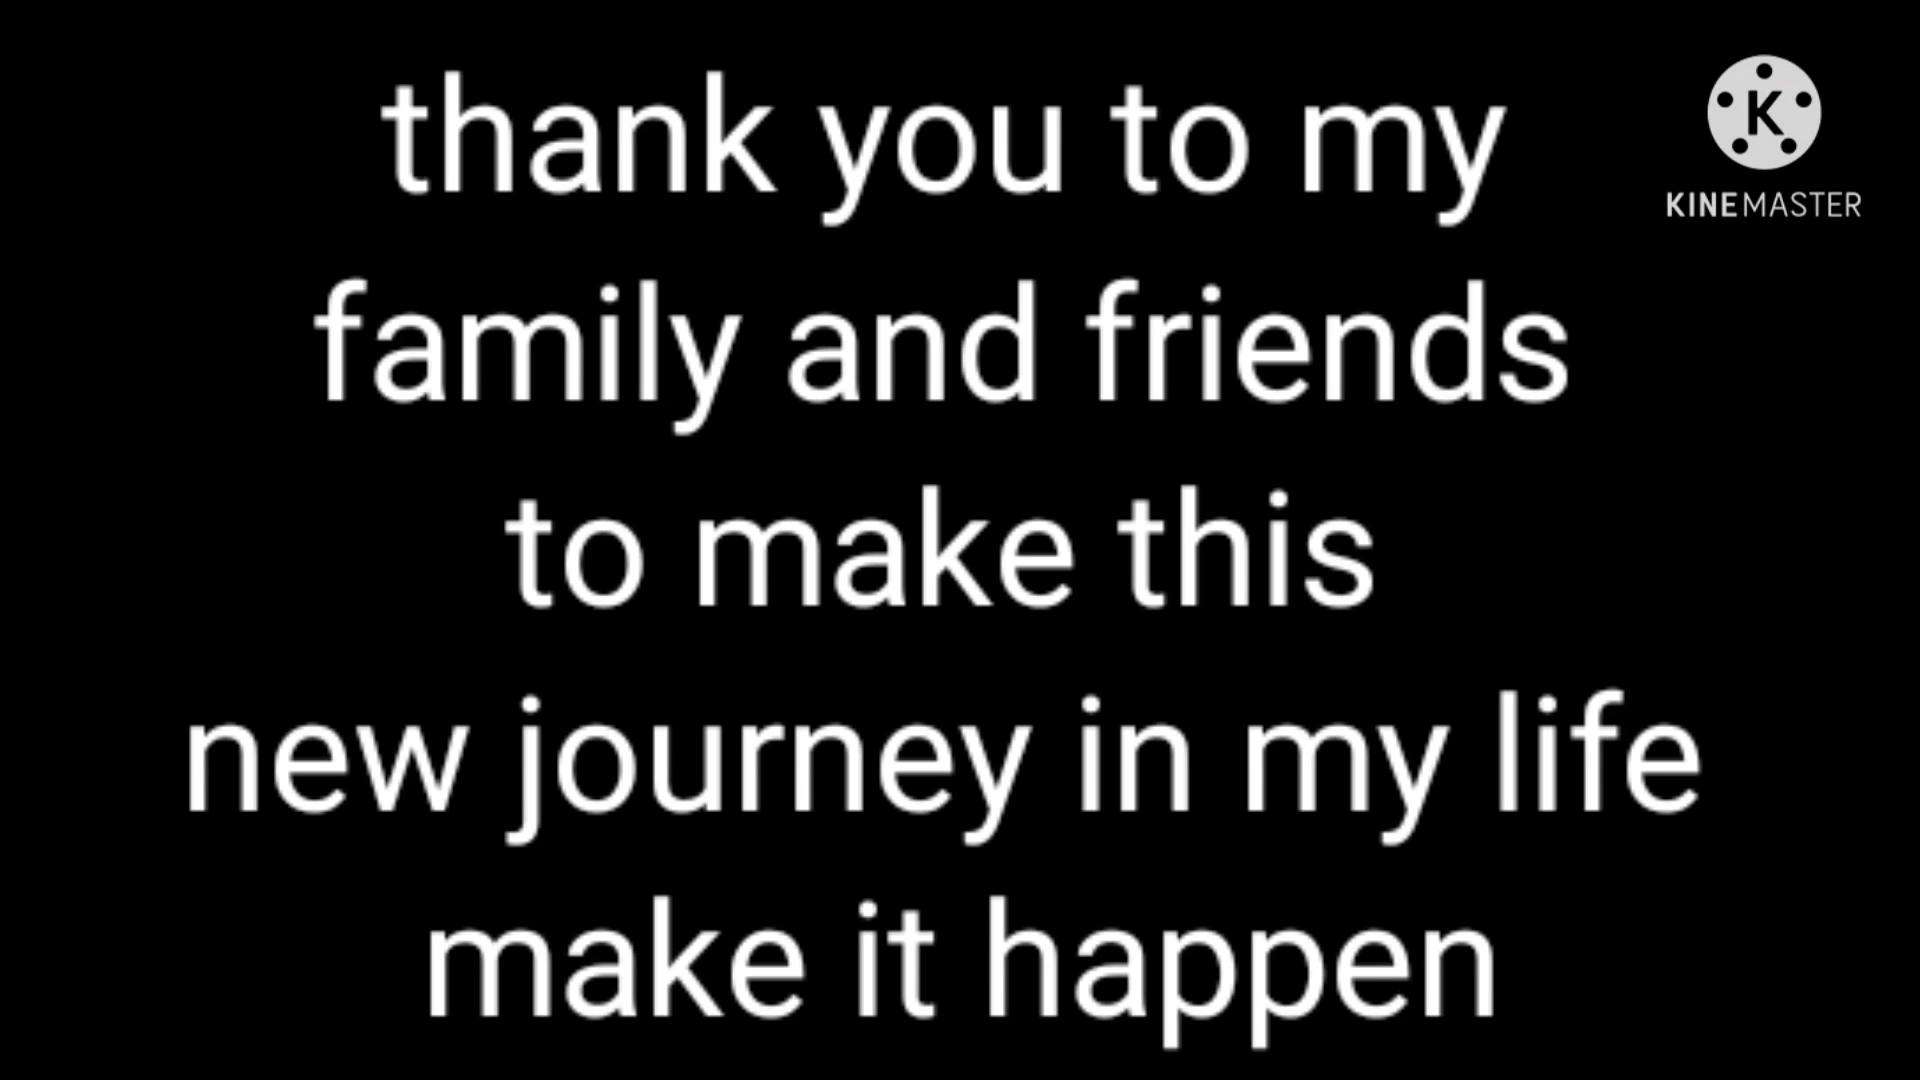 thank you to my
K
KINEMASTER
family and friends
to make this
new journey in my life
make it happen